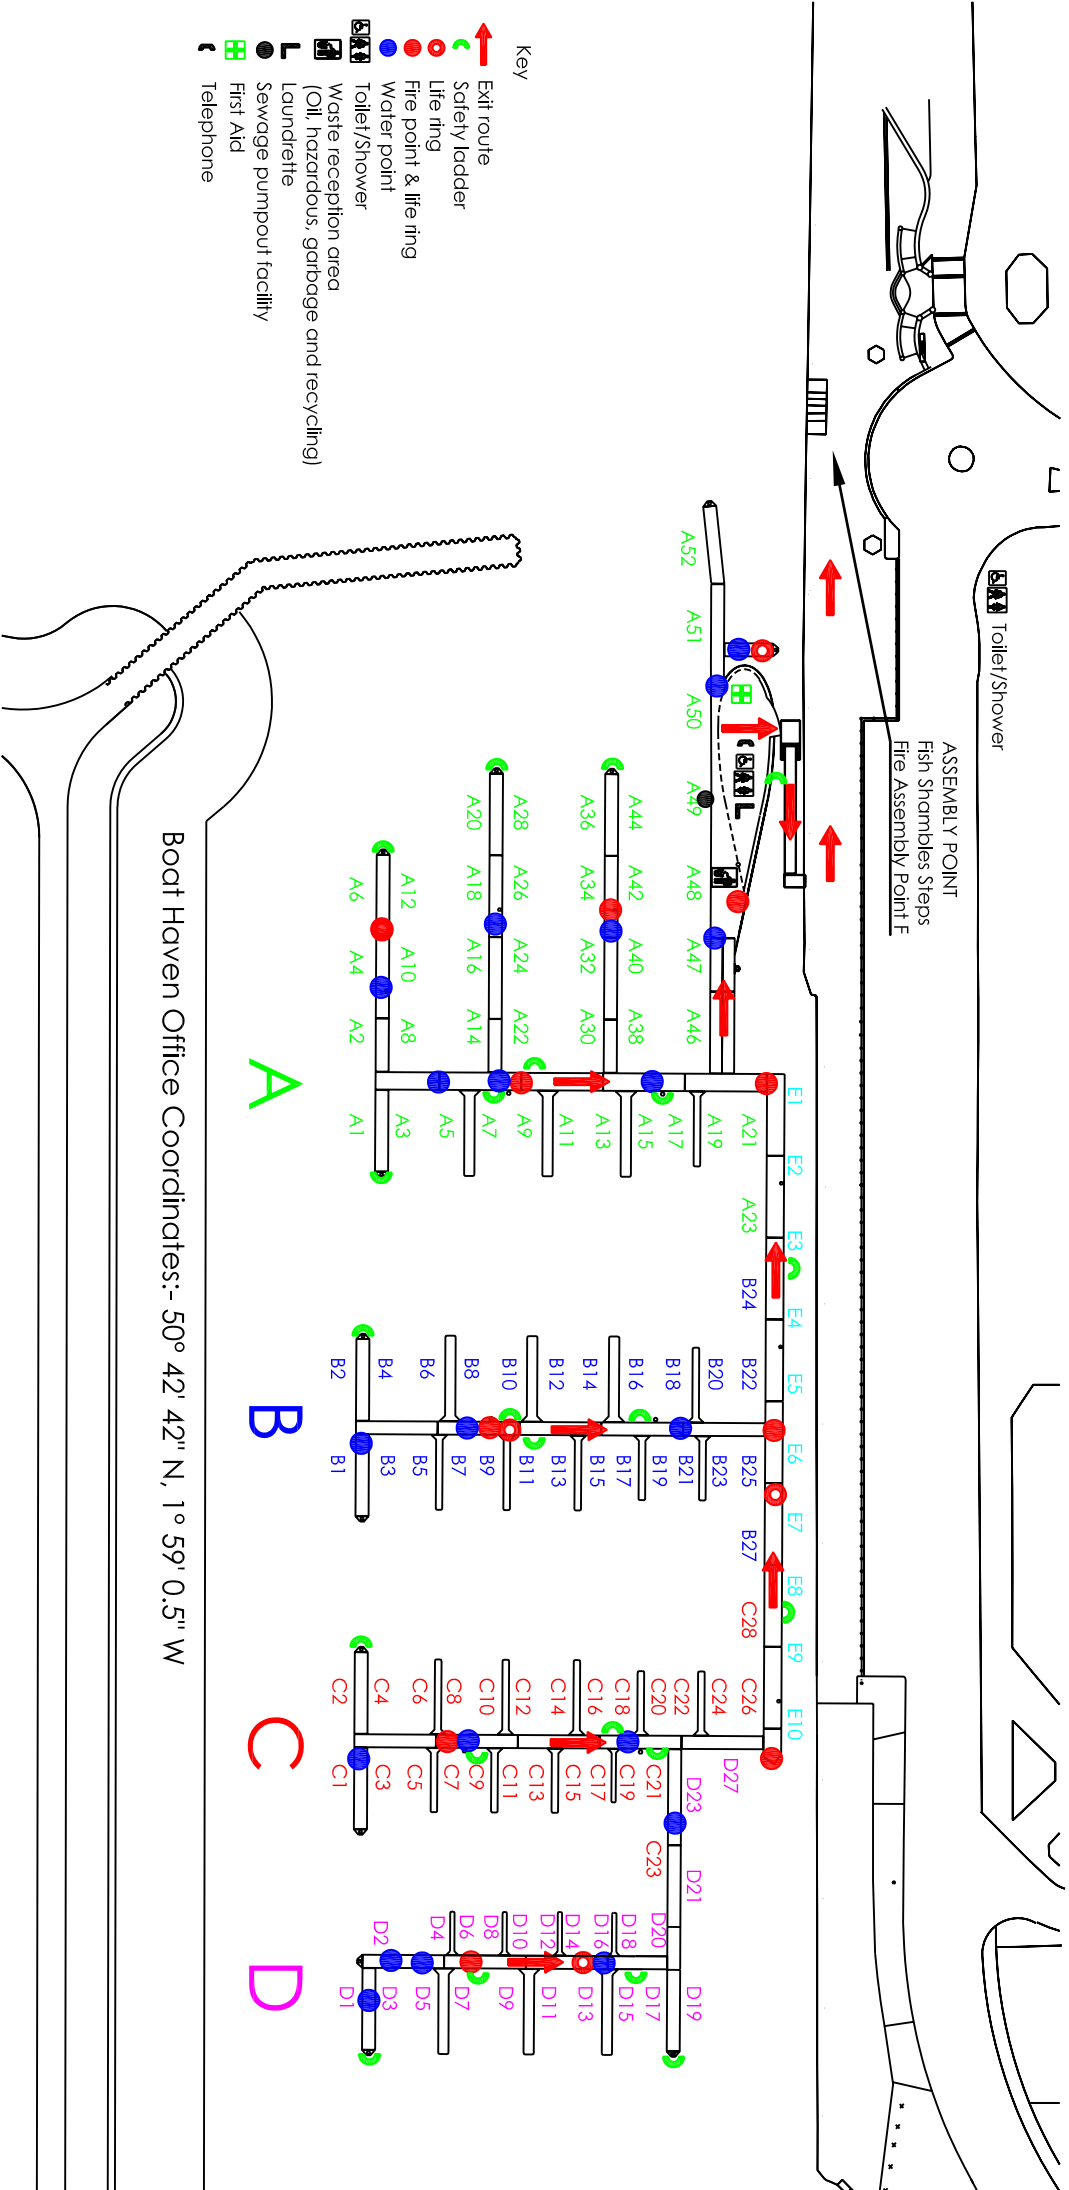 Key
Exit route
Safety ladder
Life ring
Fire point & life ring
Water point
Toilet/Shower
Waste reception area
(Oil, hazardous, garbage and recycling)
Laundrette
Sewage pumpout facility
First Aid
Telephone
Toilet/Shower
ASSEMBLY POINT
Fish Shambles Steps
Fire Assembly Point F
A52
A51
A50
A49
A48
A47
A46
A44
A42
A40
A38
A36
A34
A32
A30
A28
A26
A24
A22
A20
A18
A16
A14
A12
A10
A8
A6
A4
A2
A1
A3
A5
A7
A9
A11
A13
A15
A17
A19
A21
A23
E1
E2
E3
E4
E5
E6
E7
E8
E9
E10
B24
B22
B20
B18
B16
B14
B12
B10
B8
B6
B4
B2
B1
B3
B5
B7
B9
B11
B13
B15
B17
B19
B21
B23
B25
B27
C28
C26
C24
C22
C20
C18
C16
C14
C12
C10
C8
C6
C4
C2
C1
C3
C5
C7
C9
C11
C13
C15
C17
C19
C21
C23
D27
D23
D21
D20
D18
D16
D14
D12
D10
D8
D6
D4
D2
D1
D3
D5
D7
D9
D11
D13
D15
D17
D19
A
B
C
D
Boat Haven Office Coordinates:- 50° 42' 42" N, 1° 59' 0.5" W